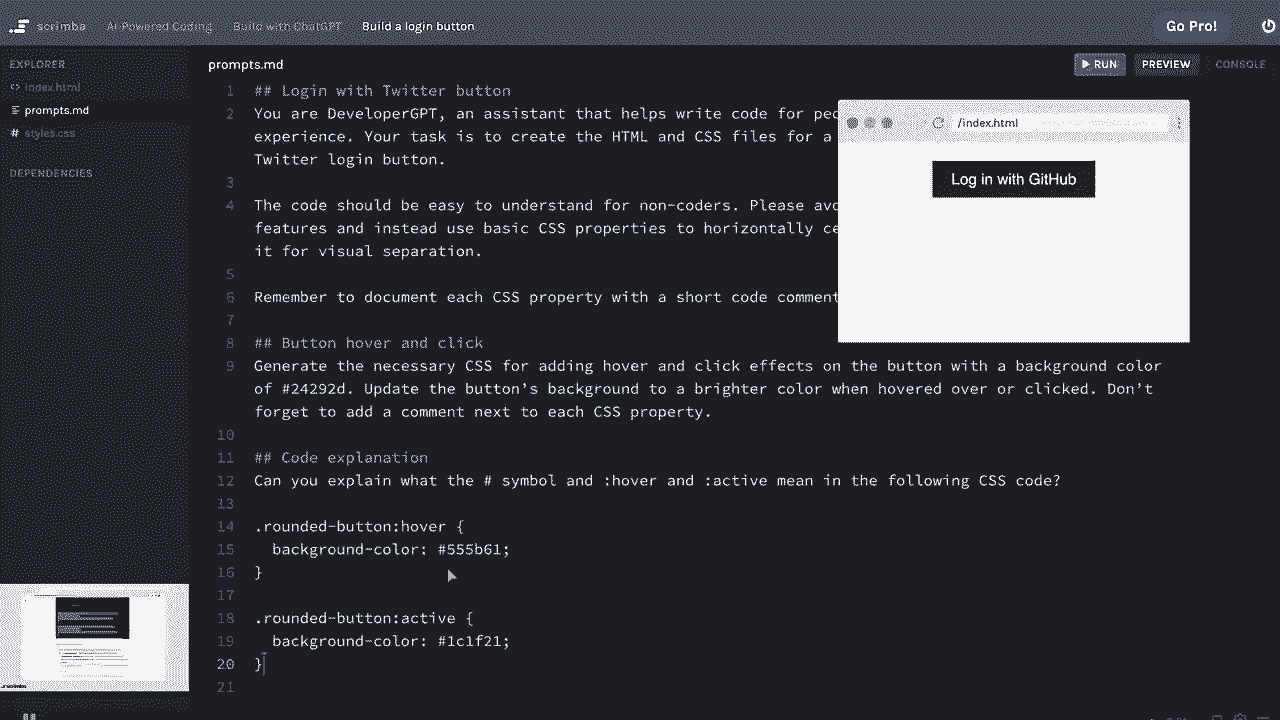 scrimba AI-Powered Coding Build with ChatGPT Build a login button Go Pro!
EXPLORER
<> index.html
prompts.md
# styles.css
DEPENDENCIES
prompts.md
RUN PREVIEW CONSOLE
1 ## Login with Twitter button
2 You are DeveloperGPT, an assistant that helps write code for
experience. Your task is to create the HTML and CSS files for a
Twitter login button.
3
4 The code should be easy to understand for non-coders. Please
features and instead use basic CSS properties to horizontally
it for visual separation.
5
6 Remember to document each CSS property with a short code comment
7
8 ## Button hover and click
9 Generate the necessary CSS for adding hover and click effects on the button with a background color
of #24292d. Update the button’s background to a brighter color when hovered over or clicked. Don’t
forget to add a comment next to each CSS property.
10
11 ## Code explanation
12 Can you explain what the # symbol and :hover and :active mean in the following CSS code?
13
14 .rounded-button:hover {
15 background-color: #555b61;
16 }
17
18 .rounded-button:active {
19 background-color: #1c1f21;
20 }
21
/index.html
Log in with GitHub